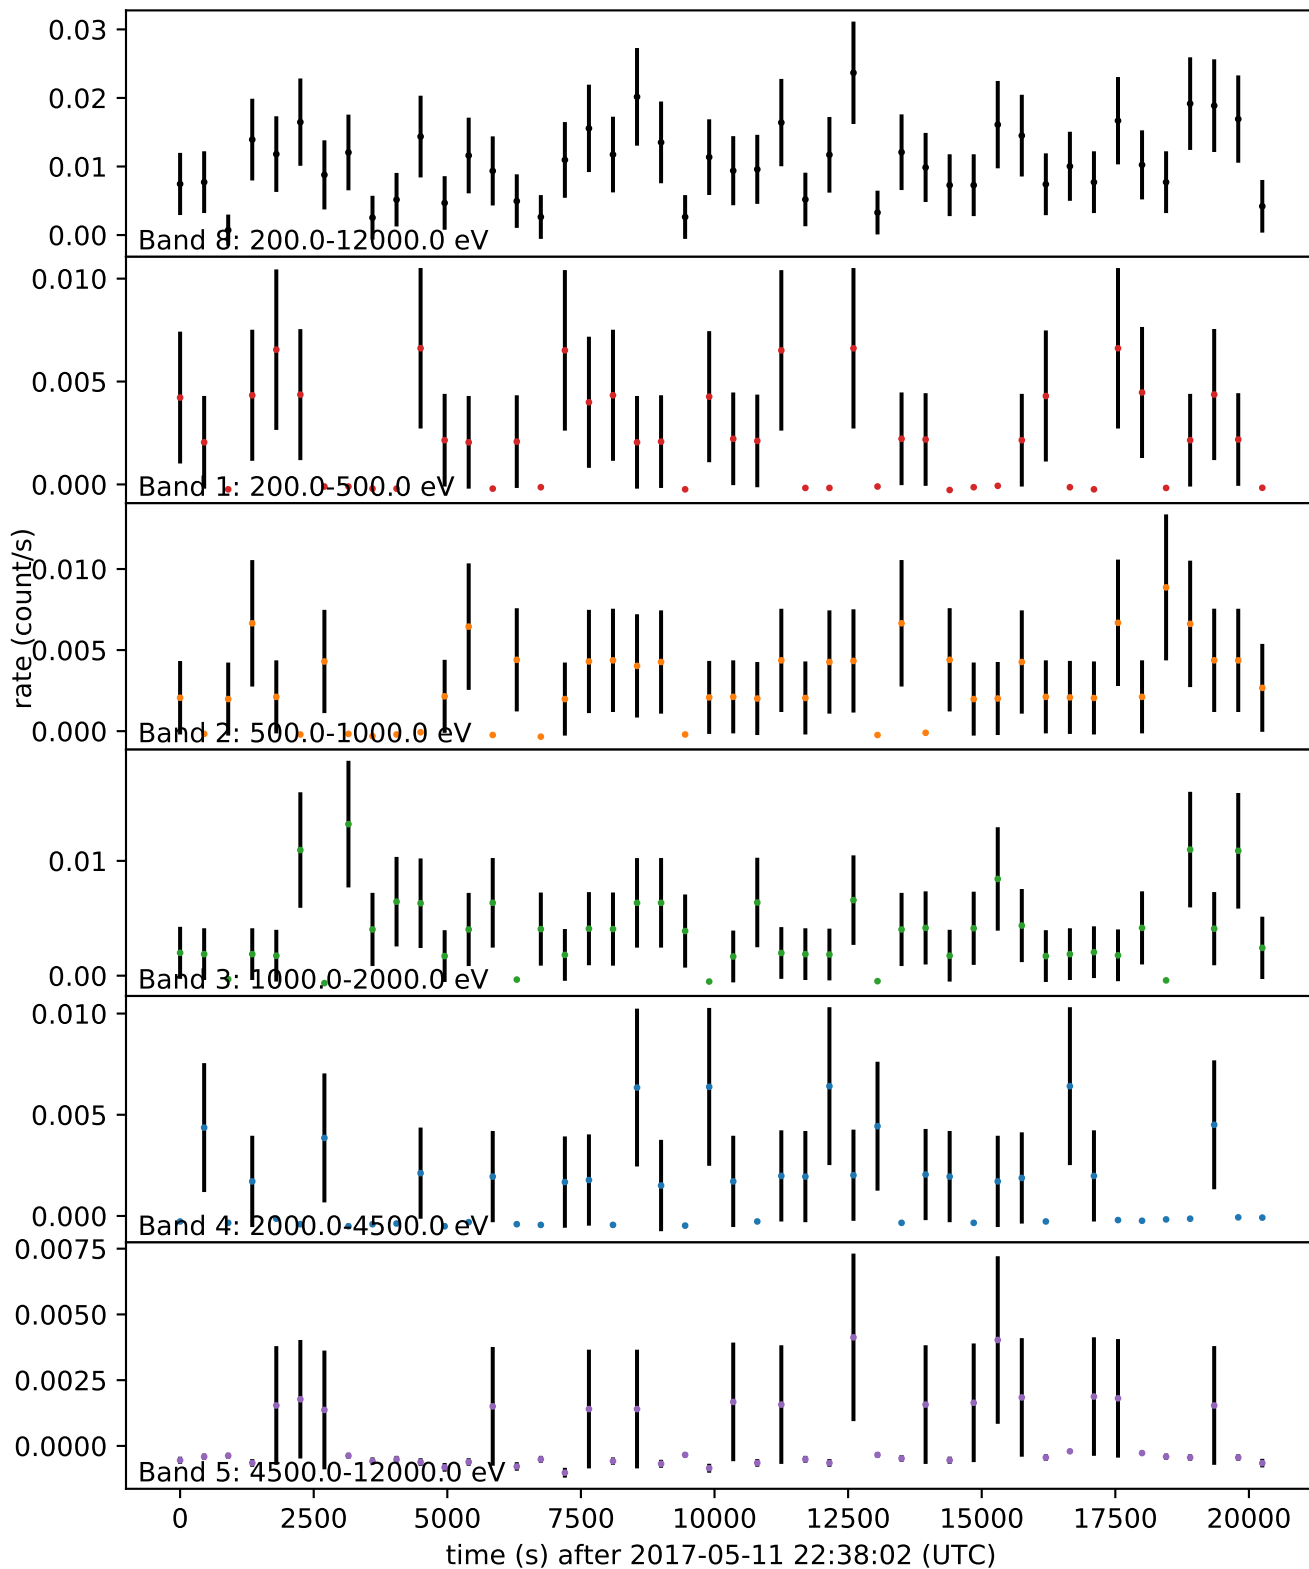 0.03
0.02
0.01
0.00
Band 8: 200.0-12000.0 eV
0.010
0.005
0.000
Band 1: 200.0-500.0 eV
rate (count/s)
0.010
0.005
0.000
Band 2: 500.0-1000.0 eV
0.01
0.00
Band 3: 1000.0-2000.0 eV
0.010
0.005
0.000
Band 4: 2000.0-4500.0 eV
0.0075
0.0050
0.0025
0.0000
Band 5: 4500.0-12000.0 eV
0 2500 5000 7500 10000 12500 15000 17500 20000
time (s) after 2017-05-11 22:38:02 (UTC)